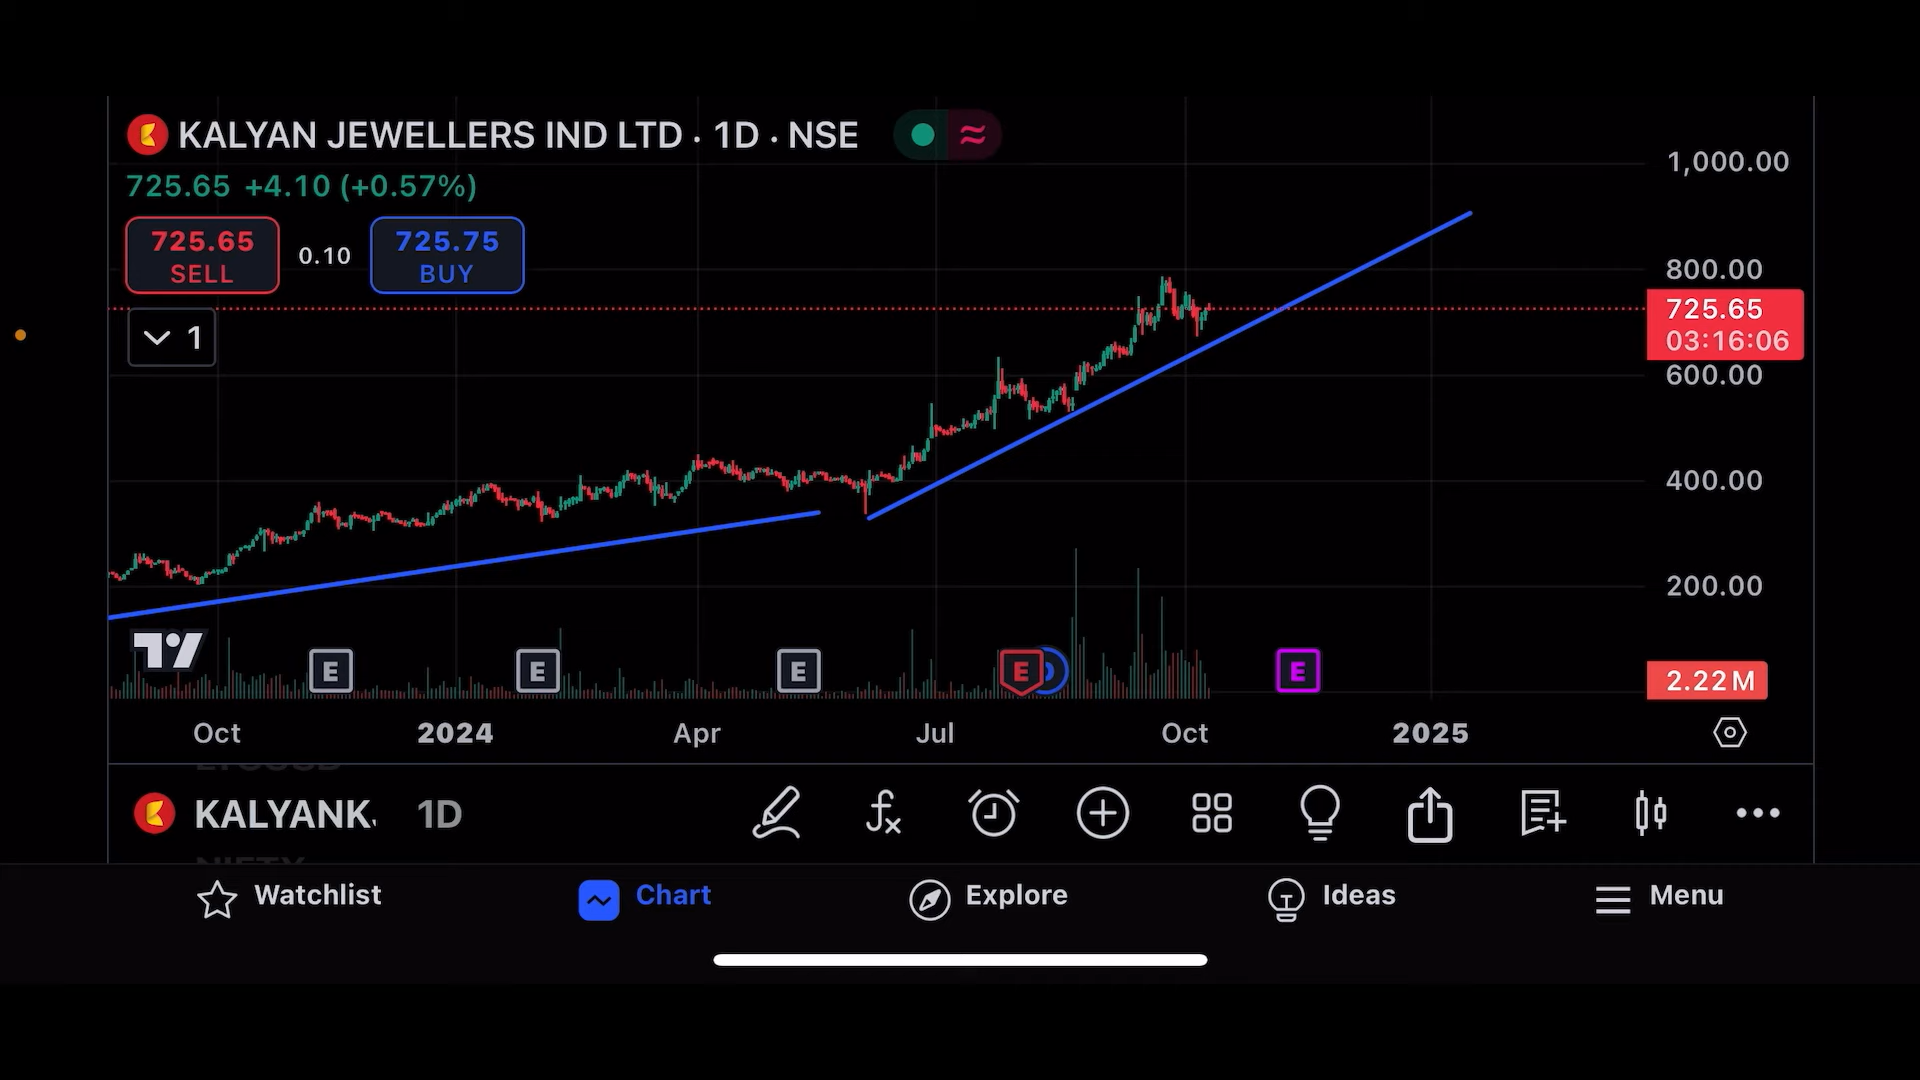 KALYAN JEWELLERS IND LTD · 1D · NSE
725.65 +4.10 (+0.57%)
725.65 SELL
0.10
725.75 BUY
1
1,000.00
800.00
725.65
03:16:06
600.00
400.00
200.00
2.22 M
E E E E E
Oct 2024 Apr Jul Oct 2025
KALYANK 1D
Watchlist Chart Explore Ideas Menu